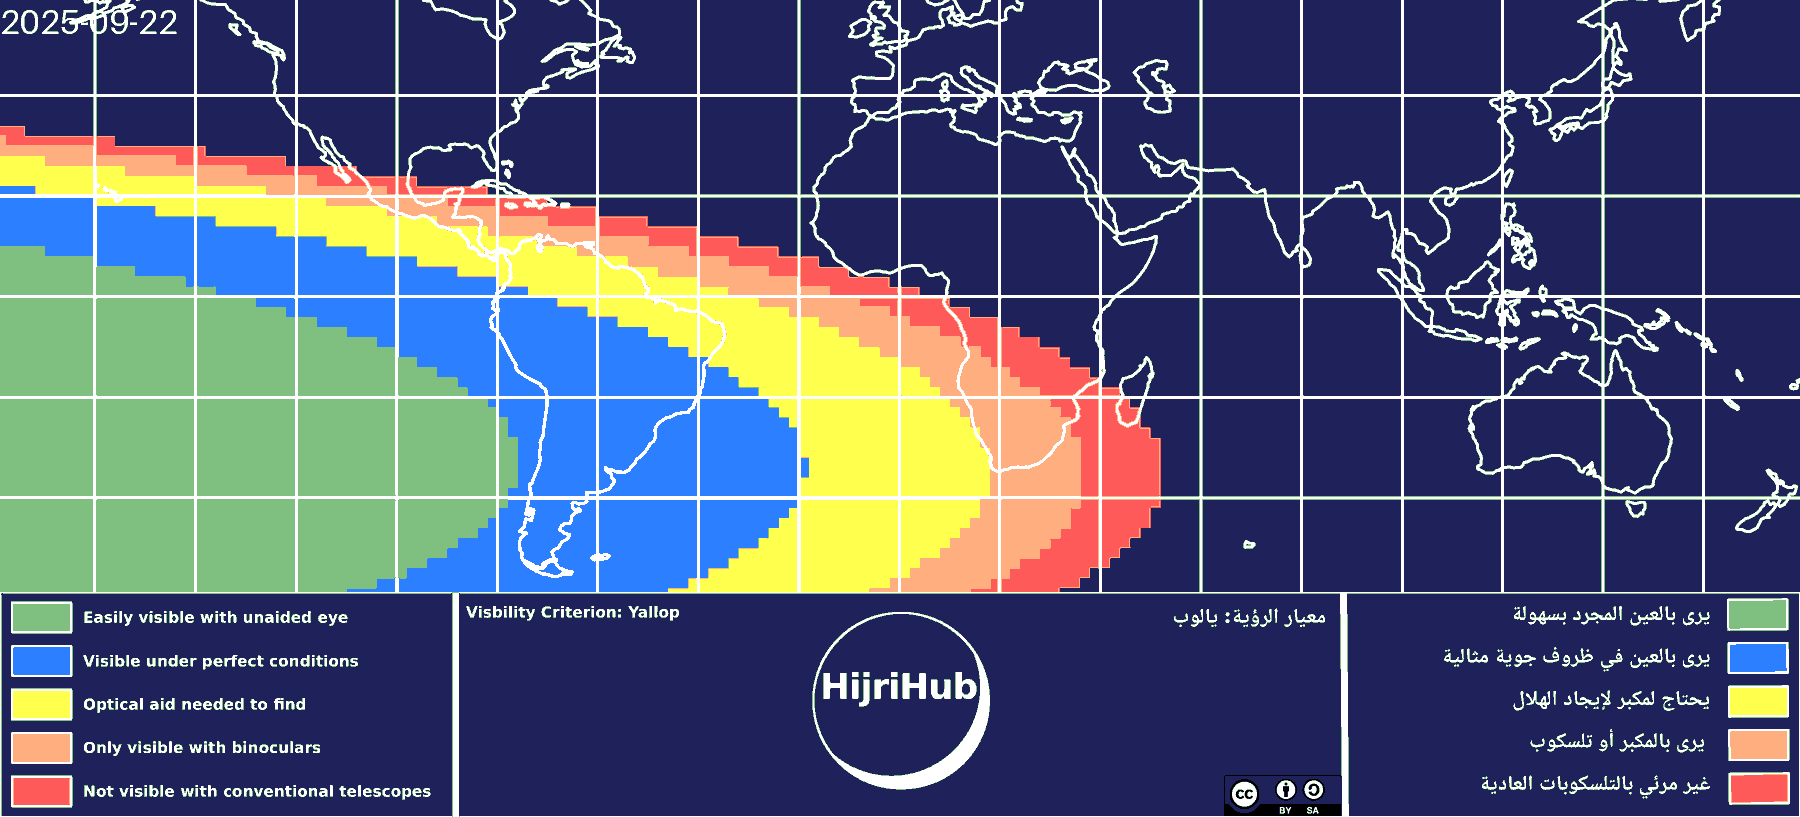 2025-09-22
Easily visible with unaided eye
Visible under perfect conditions
Optical aid needed to find
Only visible with binoculars
Not visible with conventional telescopes
Visbility Criterion: Yallop
معيار الرؤية: يالوب
HijriHub
cc
BY SA
يرى بالعين المجرد بسهولة
يرى بالعين في ظروف جوية مثالية
يحتاج لمكبر لإيجاد الهلال
يرى بالمكبر أو تلسكوب
غير مرئي بالتلسكوبات العادية